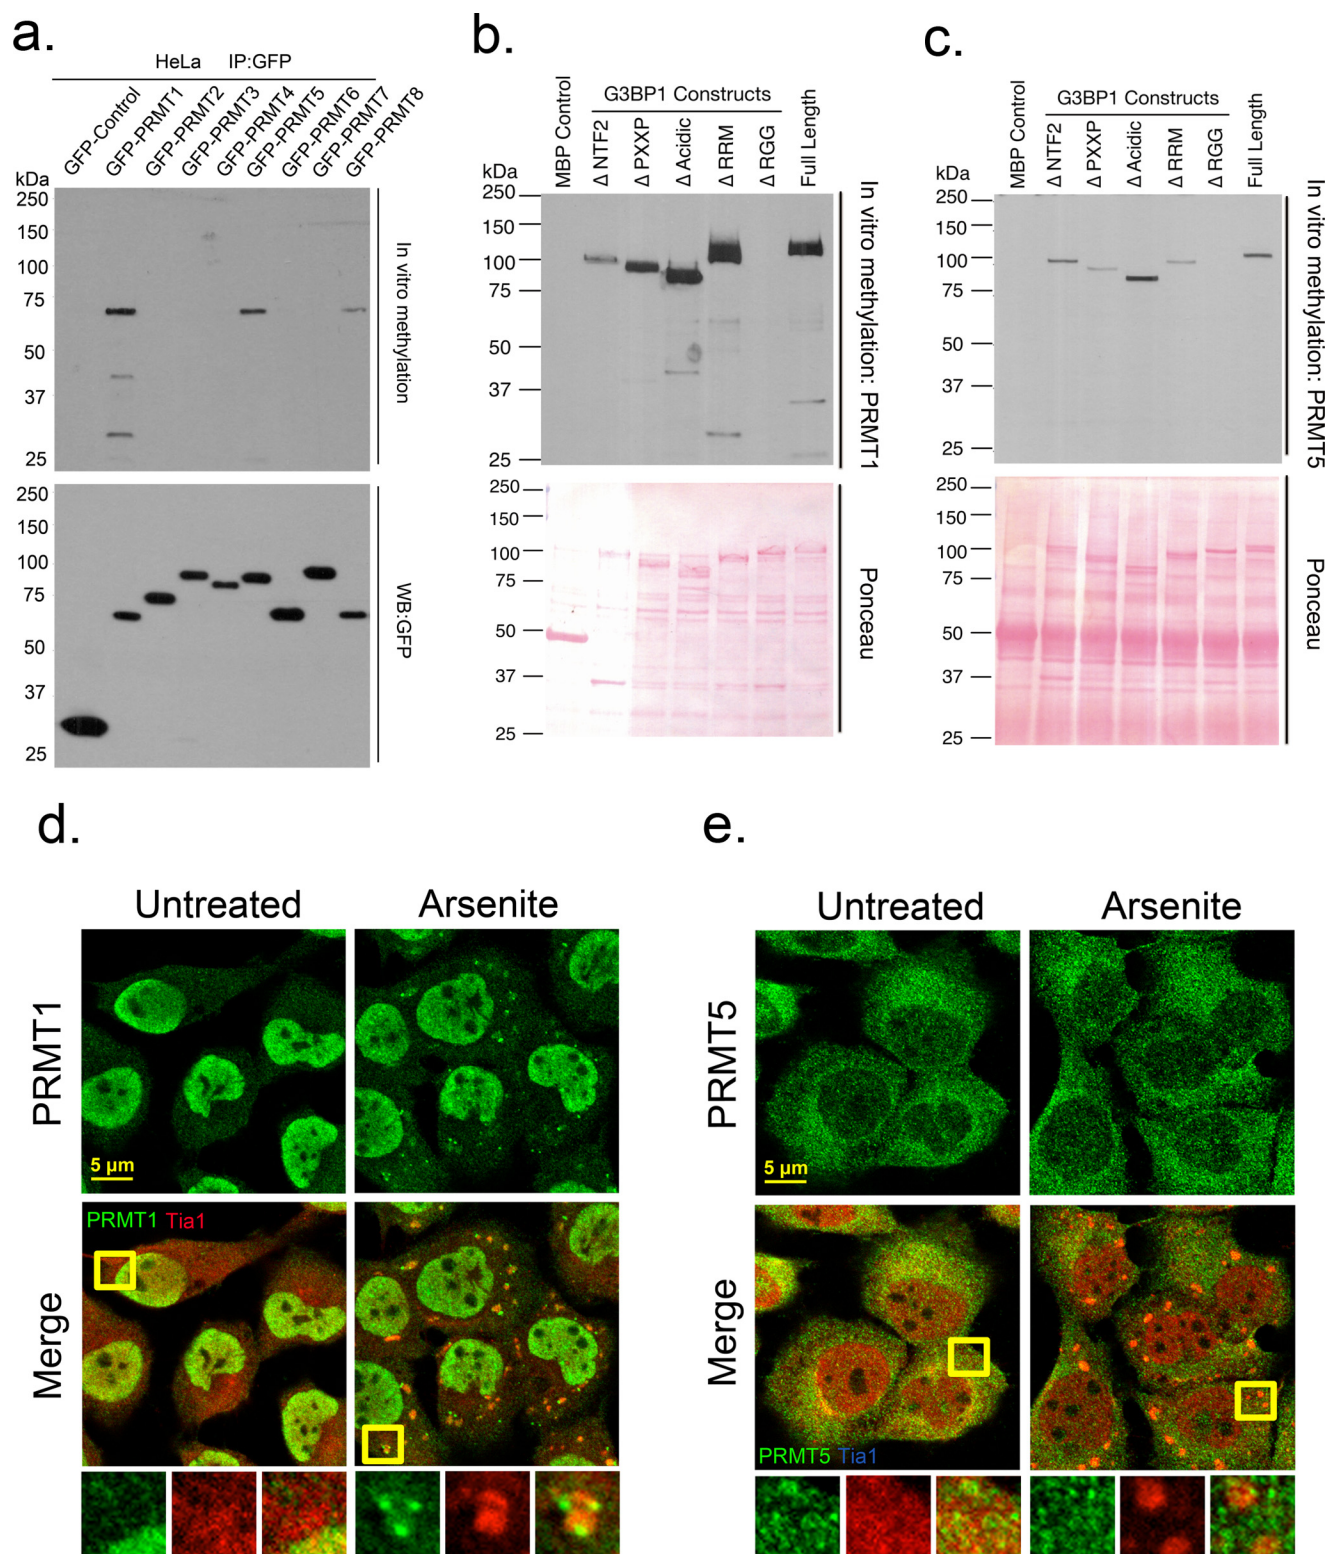 a.
HeLa IP:GFP
GFP-Control
GFP-PRMT1
GFP-PRMT2
GFP-PRMT3
GFP-PRMT4
GFP-PRMT5
GFP-PRMT6
GFP-PRMT7
GFP-PRMT8
kDa
250
150
100
75
50
37
25
In vitro methylation
250
150
100
75
50
37
25
WB:GFP
b.
MBP Control
G3BP1 Constructs
Δ NTF2
Δ PXXP
Δ Acidic
Δ RRM
Δ RGG
Full Length
kDa
250
150
100
75
50
37
25
In vitro methylation: PRMT1
250
150
100
75
50
37
25
Ponceau
c.
MBP Control
G3BP1 Constructs
Δ NTF2
Δ PXXP
Δ Acidic
Δ RRM
Δ RGG
Full Length
kDa
250
150
100
75
50
37
25
In vitro methylation: PRMT5
250
150
100
75
50
37
25
Ponceau
d.
Untreated
Arsenite
PRMT1
5 µm
Merge
PRMT1 Tia1
e.
Untreated
Arsenite
PRMT5
5 µm
Merge
PRMT5 Tia1